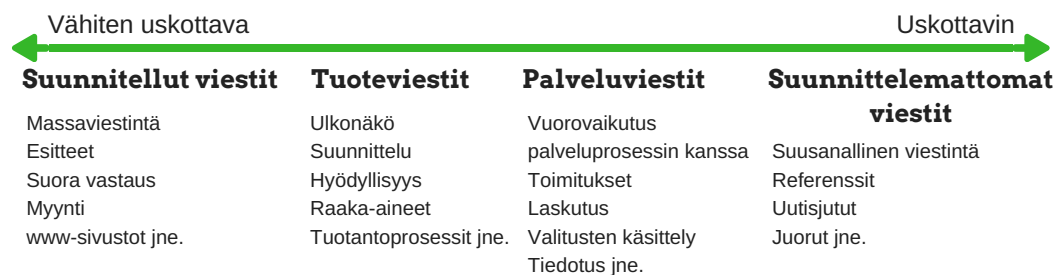 Vähiten uskottava
Uskottavin
Suunnitellut viestit
Massaviestintä
Esitteet
Suora vastaus
Myynti
www-sivustot jne.
Tuoteviestit
Ulkonäkö
Suunnittelu
Hyödyllisyys
Raaka-aineet
Tuotantoprosessit jne.
Palveluviestit
Vuorovaikutus
palveluprosessin kanssa
Toimitukset
Laskutus
Valitusten käsittely
Tiedotus jne.
Suunnittelemattomat
viestit
Suusanallinen viestintä
Referenssit
Uutisjutut
Juorut jne.